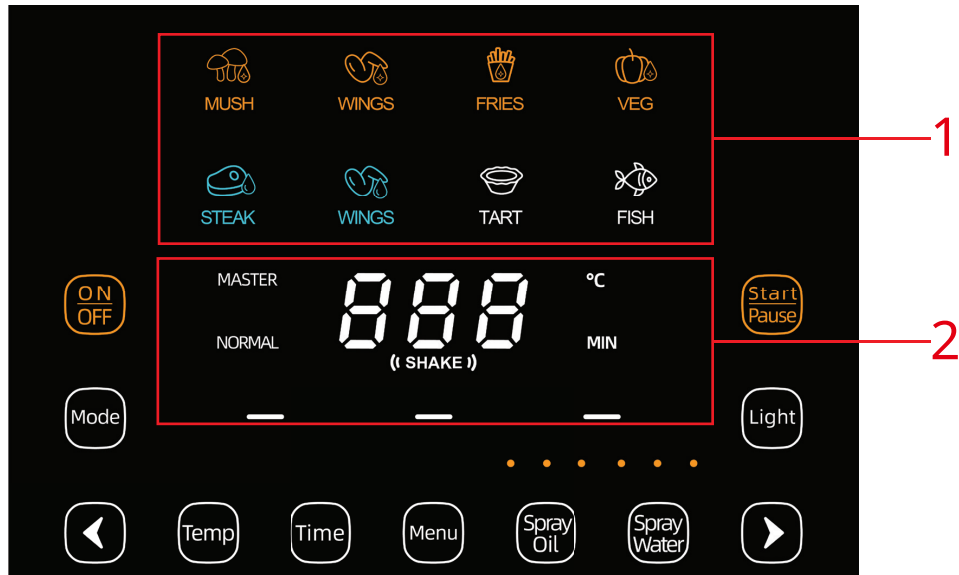 MUSH WINGS FRIES VEG
1
STEAK WINGS TART FISH
MASTER 888 °C
ON
OFF
Start
Pause
NORMAL MIN
2
(( SHAKE ))
Mode
Light
Temp
Time
Menu
Spray
Oil
Spray
Water